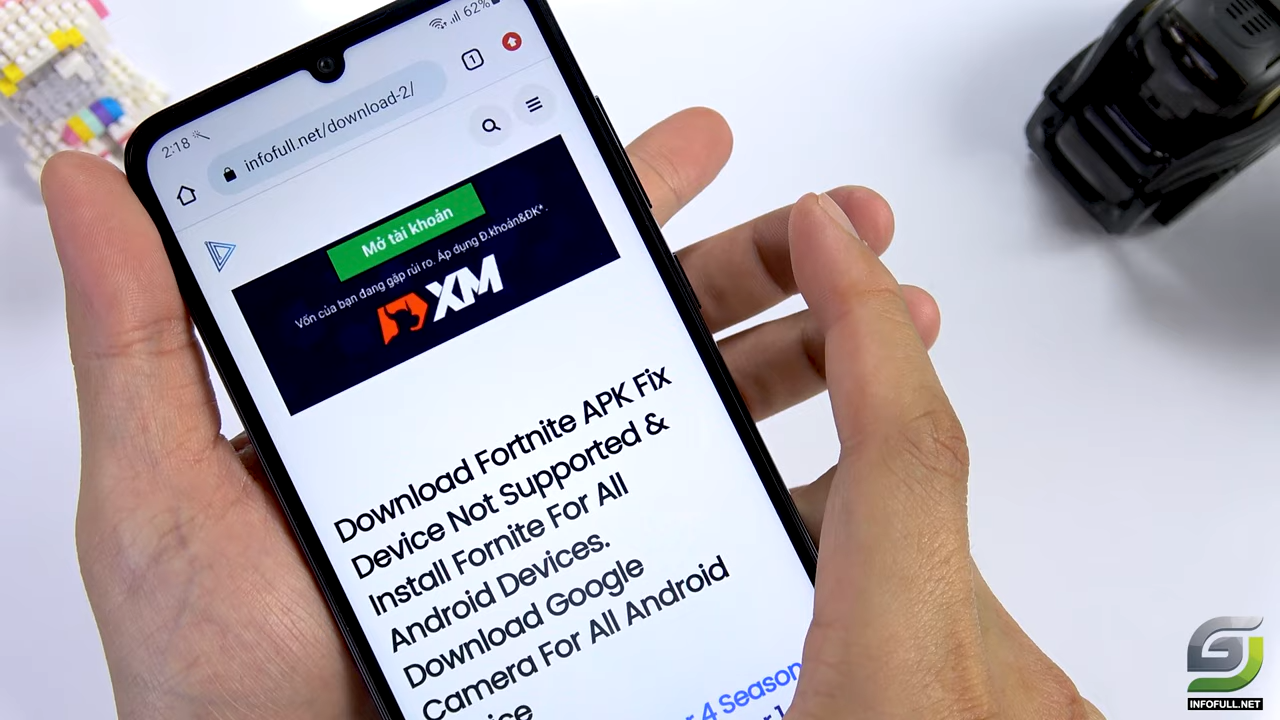 2:18
62%
infofull.net/download-2/
1
Mở tài khoản
Vốn của bạn đang gặp rủi ro. Áp dụng Đ.khoản&ĐK*.
XM
Download Fortnite APK Fix
Device Not Supported &
Install Fornite For All
Android Devices.
Download Google
Camera For All Android
4 Season
INFOFULL.NET